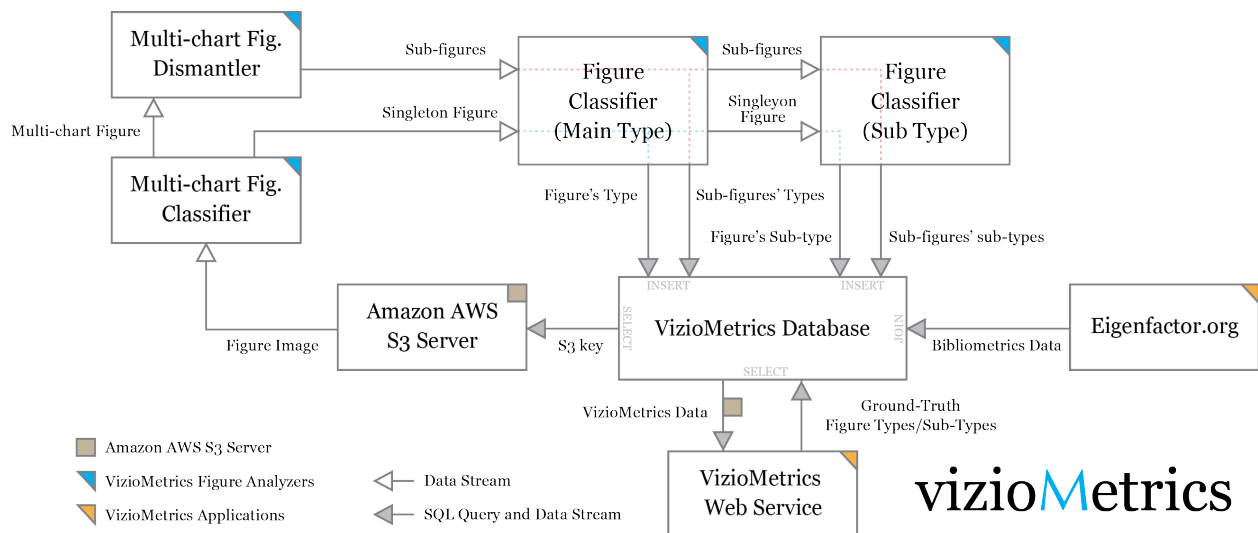 Multi-chart Fig.
Dismantler
Sub-figures
Figure
Classifier
(Main Type)
Sub-figures
Figure
Classifier
(Sub Type)
Multi-chart Figure
Singleton Figure
Singleyon
Figure
Multi-chart Fig.
Classifier
Figure's Type
Sub-figures' Types
Figure's Sub-type
Sub-figures' sub-types
Amazon AWS
S3 Server
INSERT
INSERT
SELECT
VizioMetrics Database
JOIN
SELECT
Eigenfactor.org
Figure Image
S3 key
Bibliometrics Data
VizioMetrics Data
Ground-Truth
Figure Types/Sub-Types
Amazon AWS S3 Server
VizioMetrics Figure Analyzers
VizioMetrics Applications
Data Stream
SQL Query and Data Stream
VizioMetrics
Web Service
vizioMetrics